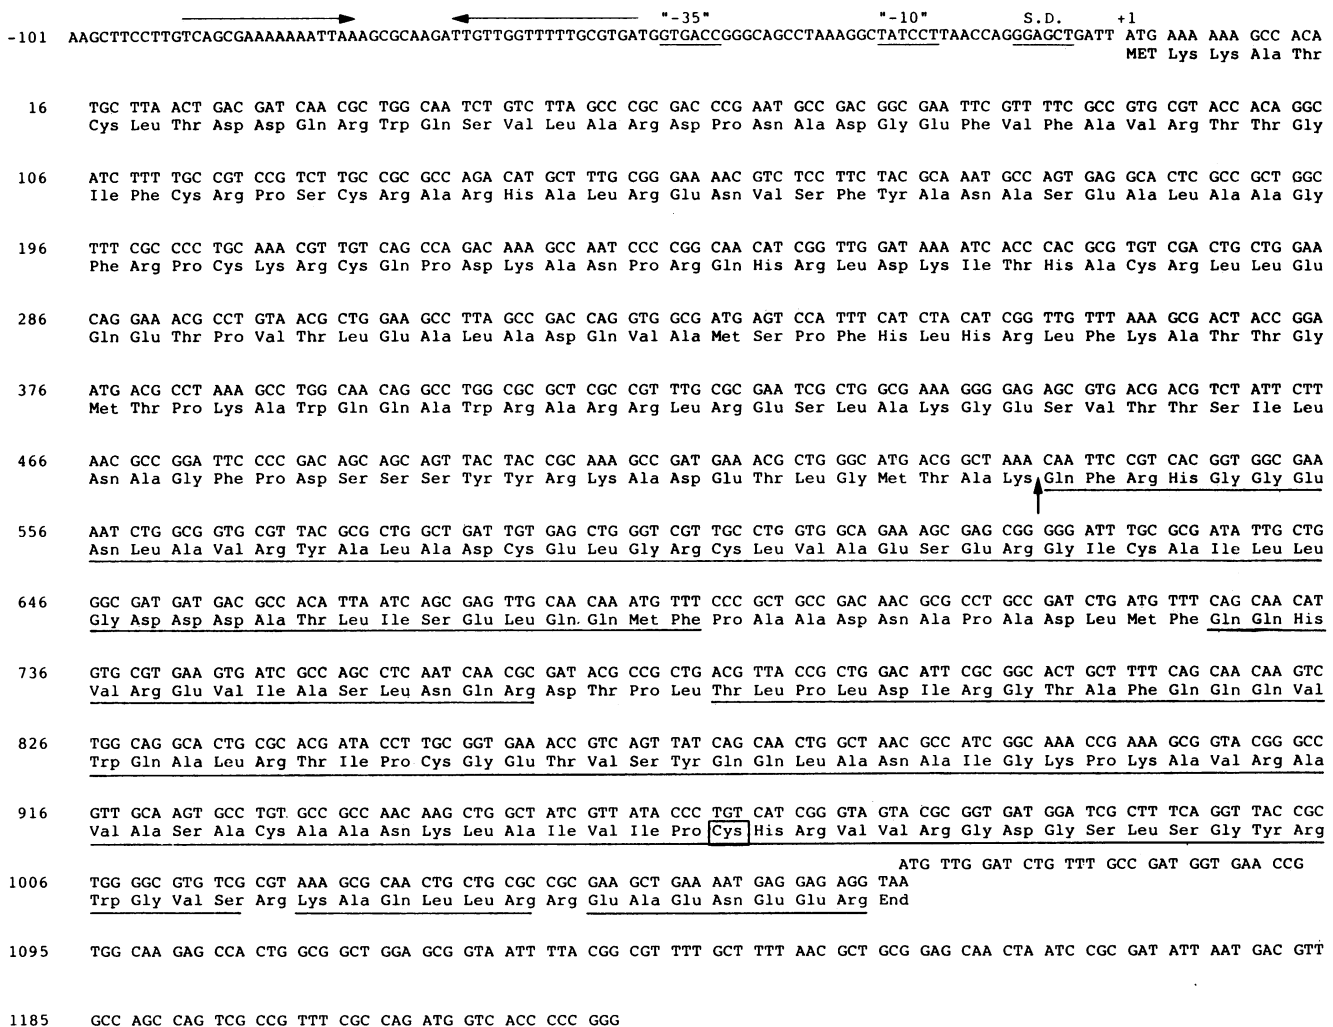 "-35" "-10" S.D. +1
-101 AAGCTTCCTTGTCAGCGAAAAAAATTAAAGCGCAAGATTGTTGGTTTTTGCGTGATGGTGACCGGGCAGCCTAAAGGCTATCCTTAACCAGGGAGCTGATT ATG AAA AAA GCC ACA
MET Lys Lys Ala Thr
16 TGC TTA ACT GAC GAT CAA CGC TGG CAA TCT GTC TTA GCC CGC GAC CCG AAT GCC GAC GGC GAA TTC GTT TTC GCC GTG CGT ACC ACA GGC
Cys Leu Thr Asp Asp Gln Arg Trp Gln Ser Val Leu Ala Arg Asp Pro Asn Ala Asp Gly Glu Phe Val Phe Ala Val Arg Thr Thr Gly
106 ATC TTT TGC CGT CCG TCT TGC CGC GCC AGA CAT GCT TTG CGG GAA AAC GTC TCC TTC TAC GCA AAT GCC AGT GAG GCA CTC GCC GCT GGC
Ile Phe Cys Arg Pro Ser Cys Arg Ala Arg His Ala Leu Arg Glu Asn Val Ser Phe Tyr Ala Asn Ala Ser Glu Ala Leu Ala Ala Gly
196 TTT CGC CCC TGC AAA CGT TGT CAG CCA GAC AAA GCC AAT CCC CGG CAA CAT CGG TTG GAT AAA ATC ACC CAC GCG TGT CGA CTG CTG GAA
Phe Arg Pro Cys Lys Arg Cys Gln Pro Asp Lys Ala Asn Pro Arg Gln His Arg Leu Asp Lys Ile Thr His Ala Cys Arg Leu Leu Glu
286 CAG GAA ACG CCT GTA ACG CTG GAA GCC TTA GCC GAC CAG GTG GCG ATG AGT CCA TTT CAT CTA CAT CGG TTG TTT AAA GCG ACT ACC GGA
Gln Glu Thr Pro Val Thr Leu Glu Ala Leu Ala Asp Gln Val Ala Met Ser Pro Phe His Leu His Arg Leu Phe Lys Ala Thr Thr Gly
376 ATG ACG CCT AAA GCC TGG CAA CAG GCC TGG CGC GCT CGC CGT TTG CGC GAA TCG CTG GCG AAA GGG GAG AGC GTG ACG ACG TCT ATT CTT
Met Thr Pro Lys Ala Trp Gln Gln Ala Trp Arg Ala Arg Arg Leu Arg Glu Ser Leu Ala Lys Gly Glu Ser Val Thr Thr Ser Ile Leu
466 AAC GCC GGA TTC CCC GAC AGC AGC AGT TAC TAC CGC AAA GCC GAT GAA ACG CTG GGC ATG ACG GCT AAA CAA TTC CGT CAC GGT GGC GAA
Asn Ala Gly Phe Pro Asp Ser Ser Ser Tyr Tyr Arg Lys Ala Asp Glu Thr Leu Gly Met Thr Ala Lys Gln Phe Arg His Gly Gly Glu
556 AAT CTG GCG GTG CGT TAC GCG CTG GCT GAT TGT GAG CTG GGT CGT TGC CTG GTG GCA GAA AGC GAG CGG GGG ATT TGC GCG ATA TTG CTG
Asn Leu Ala Val Arg Tyr Ala Leu Ala Asp Cys Glu Leu Gly Arg Cys Leu Val Ala Glu Ser Glu Arg Gly Ile Cys Ala Ile Leu Leu
646 GGC GAT GAT GAC GCC ACA TTA ATC AGC GAG TTG CAA CAA ATG TTT CCC GCT GCC GAC AAC GCG CCT GCC GAT CTG ATG TTT CAG CAA CAT
Gly Asp Asp Asp Ala Thr Leu Ile Ser Glu Leu Gln Gln Met Phe Pro Ala Ala Asp Asn Ala Pro Ala Asp Leu Met Phe Gln Gln His
736 GTG CGT GAA GTG ATC GCC AGC CTC AAT CAA CGC GAT ACG CCG CTG ACG TTA CCG CTG GAC ATT CGC GGC ACT GCT TTT CAG CAA CAA GTC
Val Arg Glu Val Ile Ala Ser Leu Asn Gln Arg Asp Thr Pro Leu Thr Leu Pro Leu Asp Ile Arg Gly Thr Ala Phe Gln Gln Gln Val
826 TGG CAG GCA CTG CGC ACG ATA CCT TGC GGT GAA ACC GTC AGT TAT CAG CAA CTG GCT AAC GCC ATC GGC AAA CCG AAA GCG GTA CGG GCC
Trp Gln Ala Leu Arg Thr Ile Pro Cys Gly Glu Thr Val Ser Tyr Gln Gln Leu Ala Asn Ala Ile Gly Lys Pro Lys Ala Val Arg Ala
916 GTT GCA AGT GCC TGT GCC GCC AAC AAG CTG GCT ATC GTT ATA CCC TGT CAT CGG GTA GTA CGC GGT GAT GGA TCG CTT TCA GGT TAC CGC
Val Ala Ser Ala Cys Ala Ala Asn Lys Leu Ala Ile Val Ile Pro Cys His Arg Val Val Arg Gly Asp Gly Ser Leu Ser Gly Tyr Arg
ATG TTG GAT CTG TTT GCC GAT GGT GAA CCG
1006 TGG GGC GTG TCG CGT AAA GCG CAA CTG CTG CGC CGC GAA GCT GAA AAT GAG GAG AGG TAA
Trp Gly Val Ser Arg Lys Ala Gln Leu Leu Arg Arg Glu Ala Glu Asn Glu Glu Arg End
1095 TGG CAA GAG CCA CTG GCG GCT GGA GCG GTA ATT TTA CGG CGT TTT GCT TTT AAC GCT GCG GAG CAA CTA ATC CGC GAT ATT AAT GAC GTT
1185 GCC AGC CAG TCG CCG TTT CGC CAG ATG GTC ACC CCC GGG